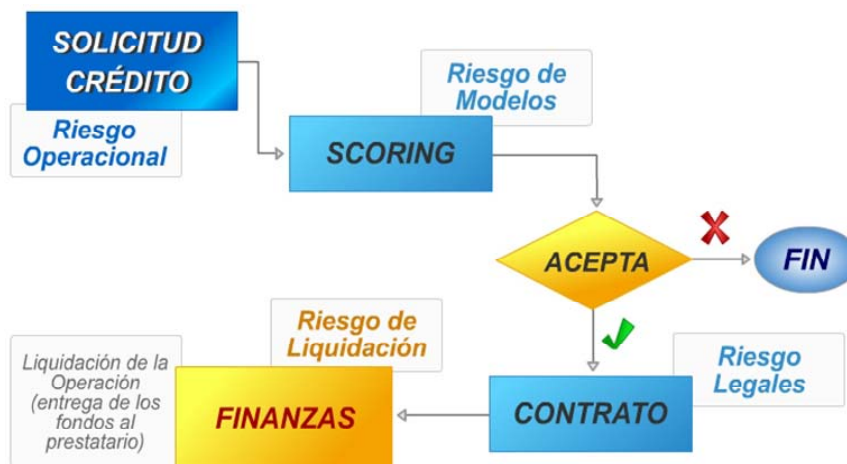 SOLICITUD
CRÉDITO
Riesgo
Operacional
Riesgo de
Modelos
SCORING
ACEPTA
FIN
Riesgo de
Liquidación
Riesgo
Legales
Liquidación de la
Operación
(entrega de los
fondos al
prestatario)
FINANZAS
CONTRATO